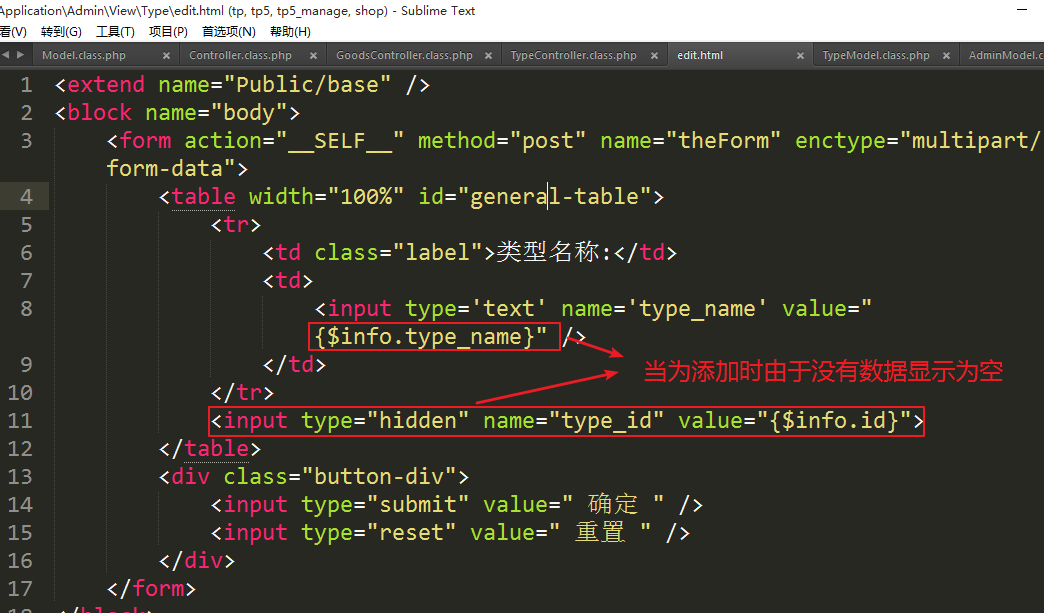 Application\Admin\View\Type\edit.html (tp, tp5, tp5_manage, shop) - Sublime Text
看(V) 转到(G) 工具(T) 项目(P) 首选项(N) 帮助(H)
Model.class.php × Controller.class.php × GoodsController.class.php × TypeController.class.php × edit.html × TypeModel.class.php × AdminModel.c
1 <extend name="Public/base" />
2 <block name="body">
3 <form action="__SELF__" method="post" name="theForm" enctype="multipart/
form-data">
4 <table width="100%" id="general-table">
5 <tr>
6 <td class="label">类型名称:</td>
7 <td>
8 <input type='text' name='type_name' value="
{$info.type_name}" />
9 </td>
当为添加时由于没有数据显示为空
10 </tr>
11 <input type="hidden" name="type_id" value="{$info.id}">
12 </table>
13 <div class="button-div">
14 <input type="submit" value=" 确定 " />
15 <input type="reset" value=" 重置 " />
16 </div>
17 </form>
18 </block>